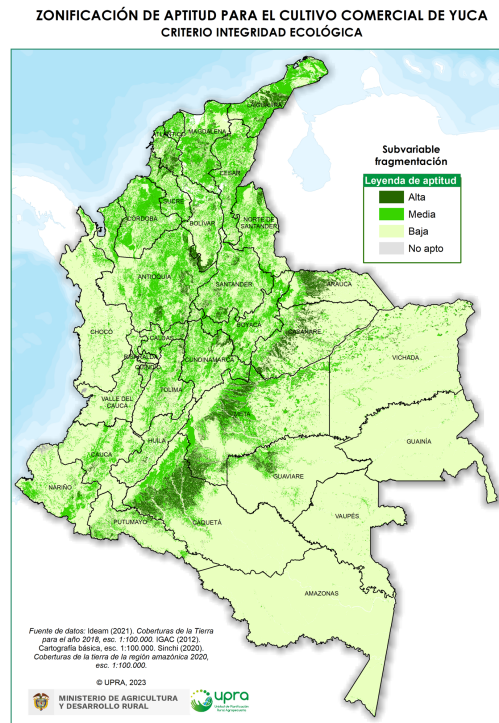 ZONIFICACIÓN DE APTITUD PARA EL CULTIVO COMERCIAL DE YUCA
CRITERIO INTEGRIDAD ECOLÓGICA
Subvariable
fragmentación
Leyenda de aptitud
Alta
Media
Baja
No apto
LA GUAJIRA
ATLÁNTICO
MAGDALENA
CESAR
SUCRE
CÓRDOBA
BOLÍVAR
NORTE DE
SANTANDER
ANTIOQUIA
SANTANDER
ARAUCA
BOYACÁ
CASANARE
CHOCÓ
CALDAS
RISARALDA
QUINDÍO
CUNDINAMARCA
VICHADA
TOLIMA
VALLE DEL
CAUCA
META
GUAINÍA
HUILA
CAUCA
GUAVIARE
NARIÑO
VAUPÉS
PUTUMAYO
CAQUETÁ
AMAZONAS
Fuente de datos: Ideam (2021). Coberturas de la Tierra
para el año 2018, esc. 1:100.000. IGAC (2012).
Cartografía básica, esc. 1:100.000. Sinchi (2020).
Coberturas de la tierra de la región amazónica 2020,
esc. 1:100.000.
© UPRA, 2023
MINISTERIO DE AGRICULTURA
Y DESARROLLO RURAL
upra
Unidad de Planificación
Rural Agropecuaria